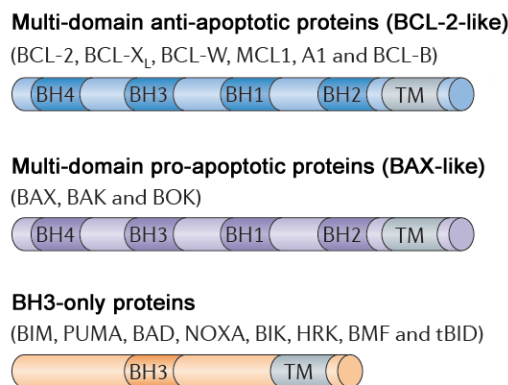 Multi-domain anti-apoptotic proteins (BCL-2-like)
(BCL-2, BCL-X_L, BCL-W, MCL1, A1 and BCL-B)
BH4 BH3 BH1 BH2 TM
Multi-domain pro-apoptotic proteins (BAX-like)
(BAX, BAK and BOK)
BH4 BH3 BH1 BH2 TM
BH3-only proteins
(BIM, PUMA, BAD, NOXA, BIK, HRK, BMF and tBID)
BH3 TM